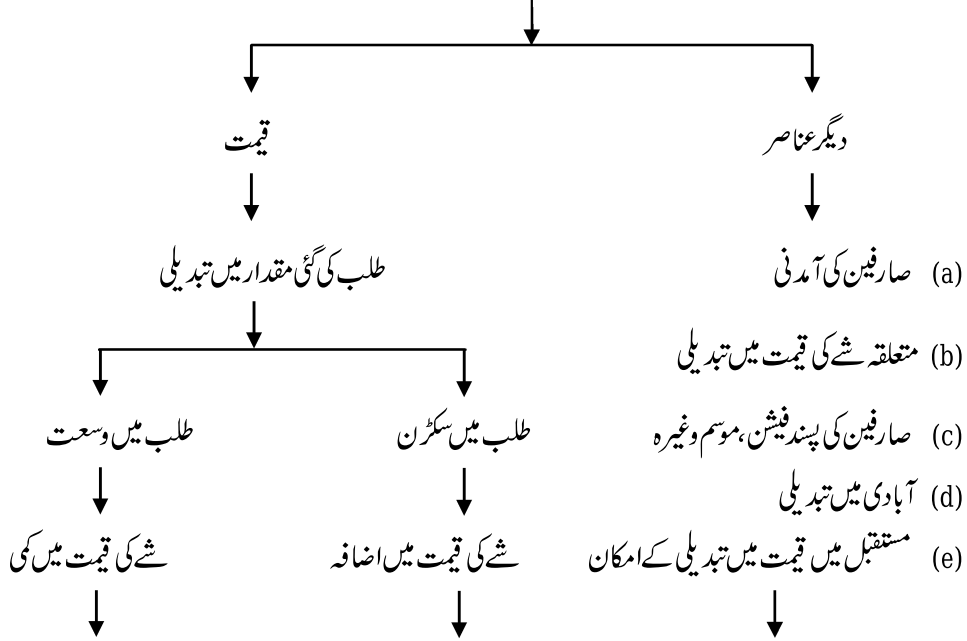 دیگر عناصر
قیمت
(a) صارفین کی آمدنی
طلب کی گئی مقدار میں تبدیلی
(b) متعلقہ شے کی قیمت میں تبدیلی
(c) صارفین کی پسند فیشن، موسم وغیرہ
طلب میں سکڑن
طلب میں وسعت
(d) آبادی میں تبدیلی
(e) مستقبل میں قیمت میں تبدیلی کے امکان
شے کی قیمت میں اضافہ
شے کی قیمت میں کمی